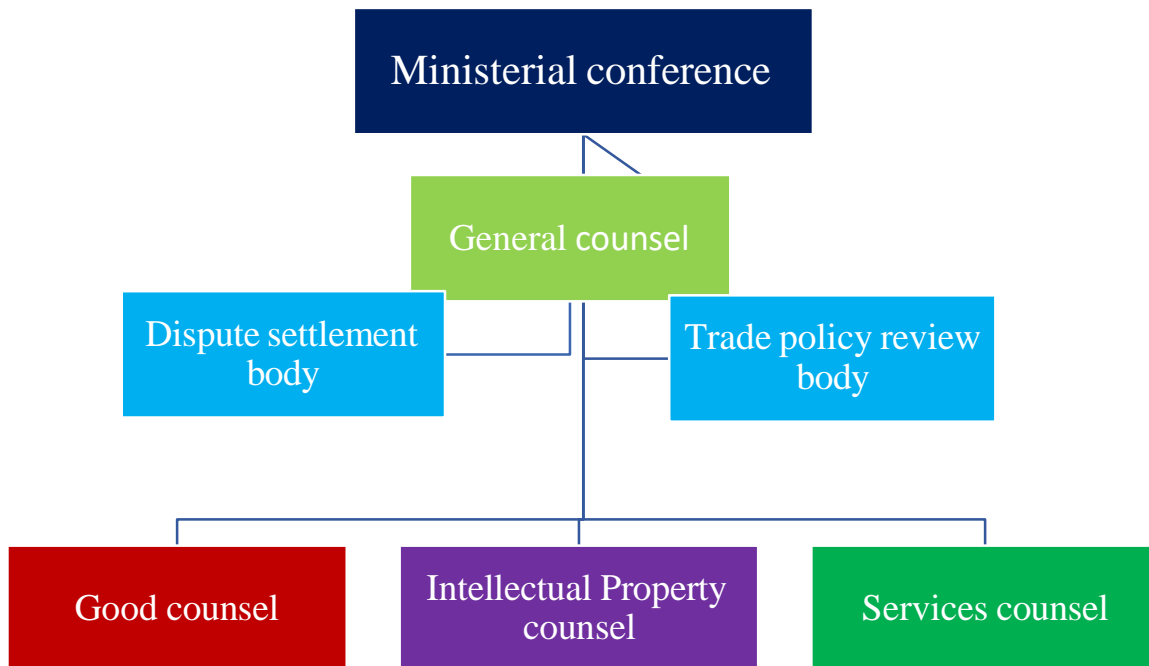 Ministerial conference
General counsel
Dispute settlement
body
Trade policy review
body
Good counsel
Intellectual Property
counsel
Services counsel